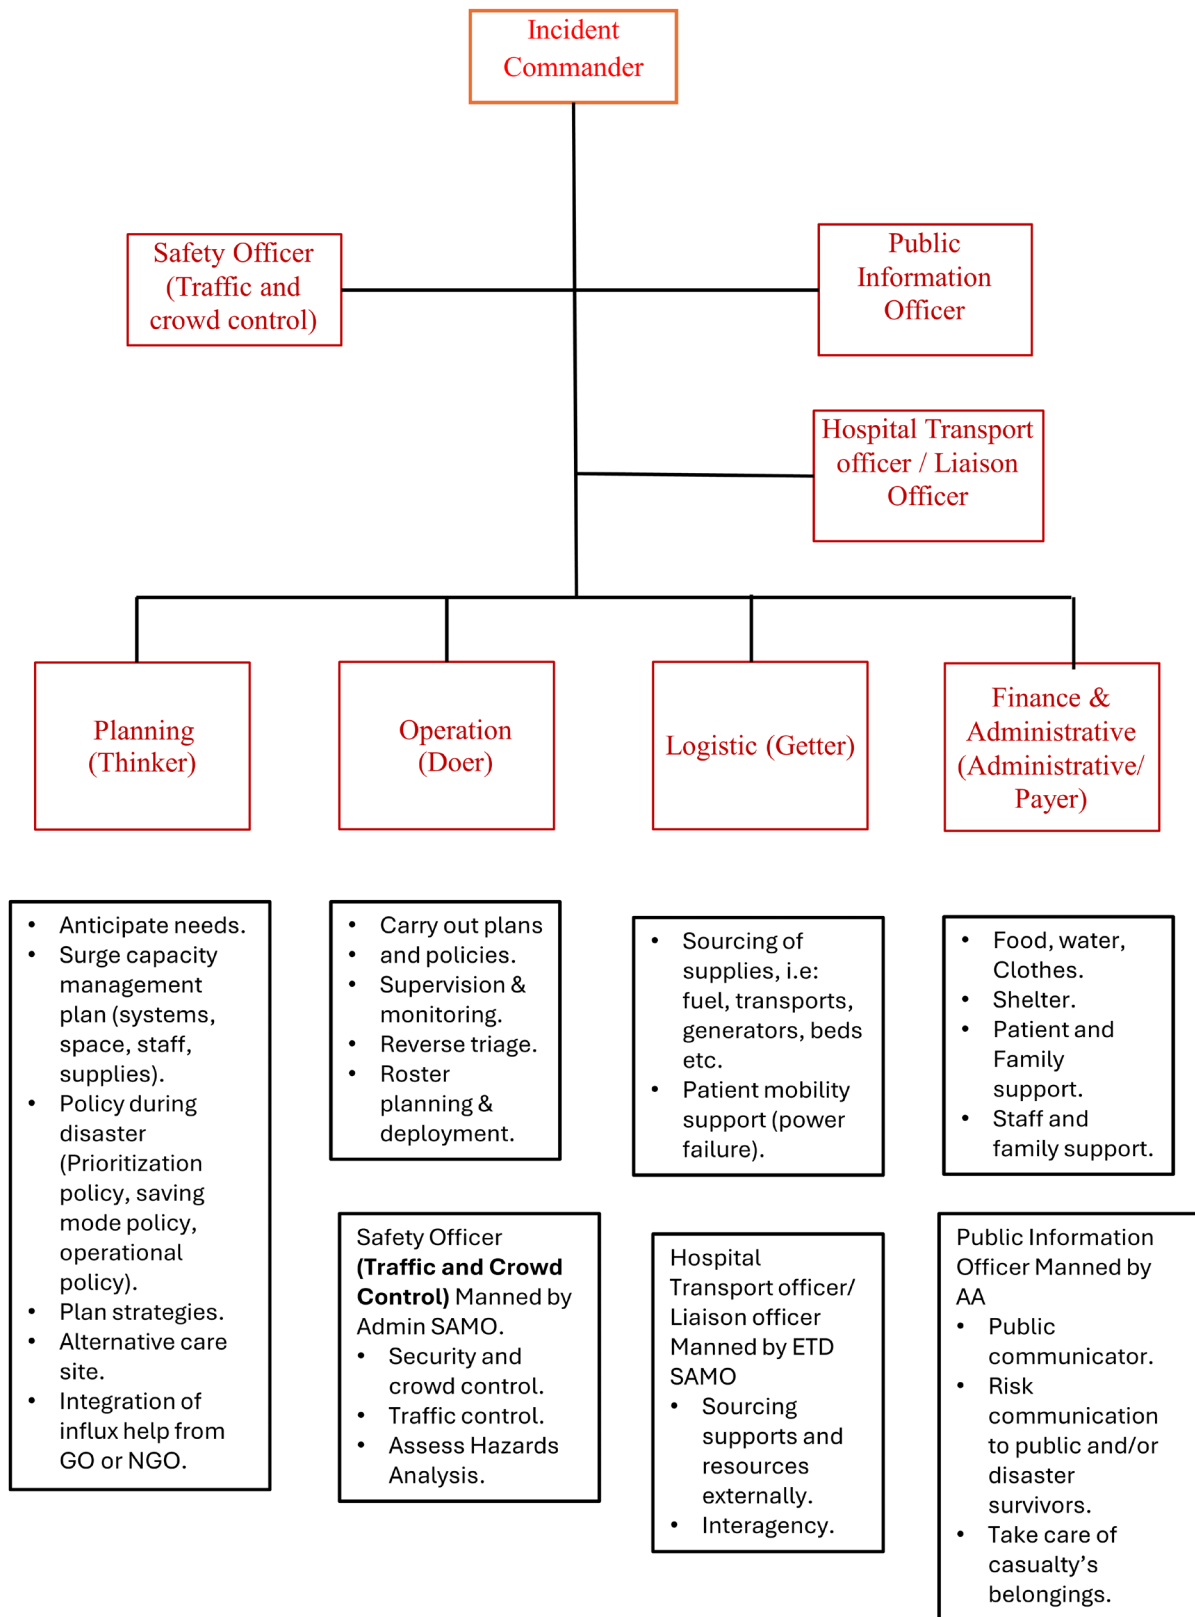 Incident
Commander
Safety Officer
(Traffic and
crowd control)
Public
Information
Officer
Hospital Transport
officer / Liaison
Officer
Planning
(Thinker)
Operation
(Doer)
Logistic (Getter)
Finance &
Administrative
(Administrative/
Payer)
• Anticipate needs.
• Surge capacity
management
plan (systems,
space, staff,
supplies).
• Policy during
disaster
(Prioritization
policy, saving
mode policy,
operational
policy).
• Plan strategies.
• Alternative care
site.
• Integration of
influx help from
GO or NGO.
• Carry out plans
• and policies.
• Supervision &
monitoring.
• Reverse triage.
• Roster
planning &
deployment.
• Sourcing of
supplies, i.e:
fuel, transports,
generators, beds
etc.
• Patient mobility
support (power
failure).
• Food, water,
Clothes.
• Shelter.
• Patient and
Family
support.
• Staff and
family support.
Safety Officer
(Traffic and Crowd
Control) Manned by
Admin SAMO.
• Security and
crowd control.
• Traffic control.
• Assess Hazards
Analysis.
Hospital
Transport officer/
Liaison officer
Manned by ETD
SAMO
• Sourcing
supports and
resources
externally.
• Interagency.
Public Information
Officer Manned by
AA
• Public
communicator.
• Risk
communication
to public and/or
disaster
survivors.
• Take care of
casualty’s
belongings.